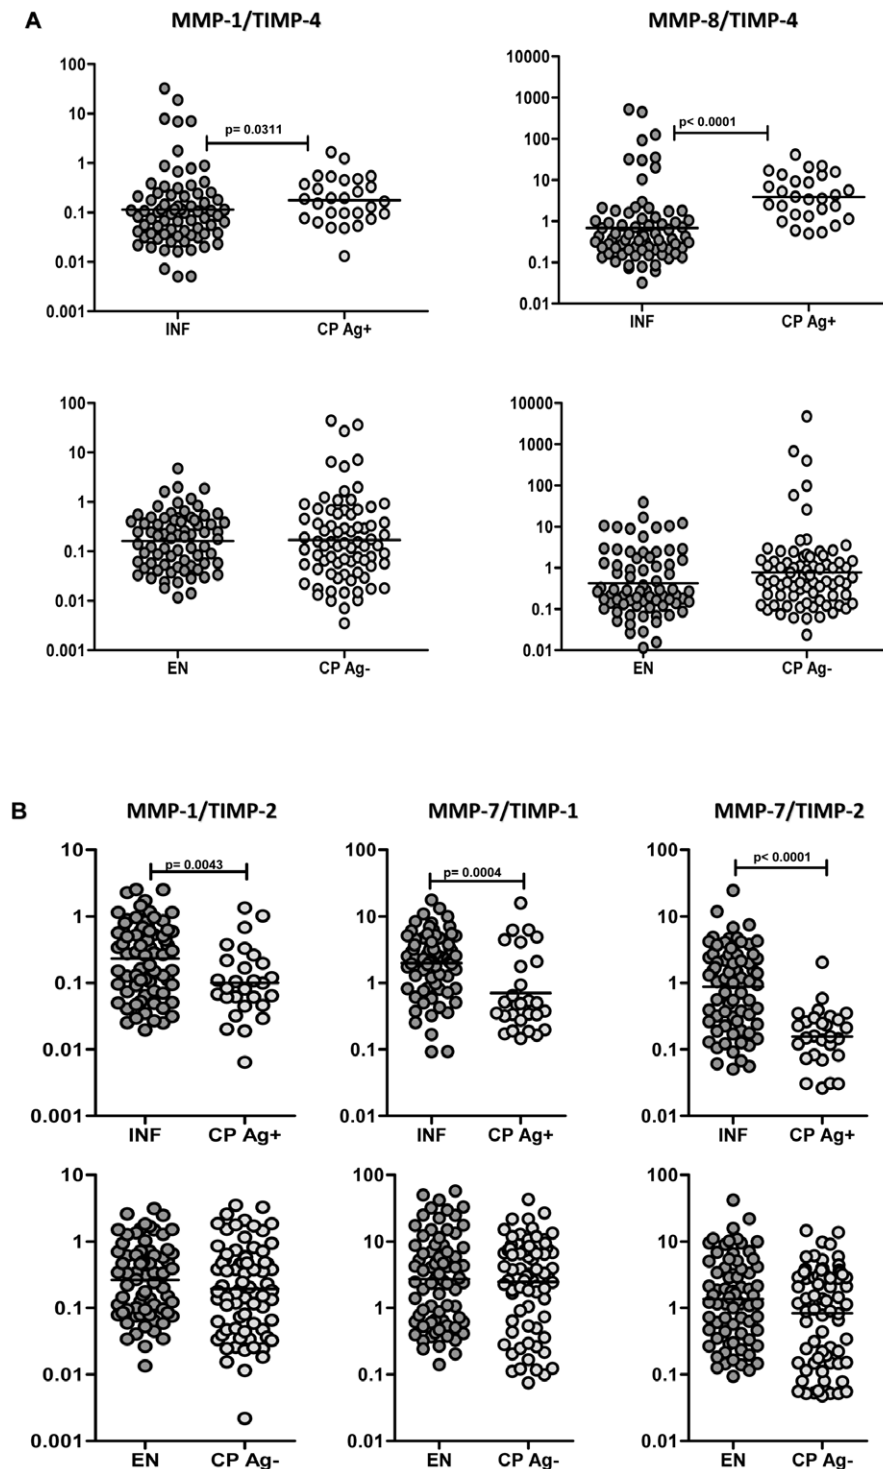 A
MMP-1/TIMP-4
MMP-8/TIMP-4
100
10
1
0.1
0.01
0.001
p= 0.0311
INF
CP Ag+
10000
1000
100
10
1
0.1
0.01
p< 0.0001
INF
CP Ag+
100
10
1
0.1
0.01
0.001
EN
CP Ag-
10000
1000
100
10
1
0.1
0.01
EN
CP Ag-
B
MMP-1/TIMP-2
MMP-7/TIMP-1
MMP-7/TIMP-2
10
1
0.1
0.01
0.001
p= 0.0043
INF
CP Ag+
100
10
1
0.1
0.01
p= 0.0004
INF
CP Ag+
100
10
1
0.1
0.01
p< 0.0001
INF
CP Ag+
10
1
0.1
0.01
0.001
EN
CP Ag-
100
10
1
0.1
0.01
EN
CP Ag-
100
10
1
0.1
0.01
EN
CP Ag-